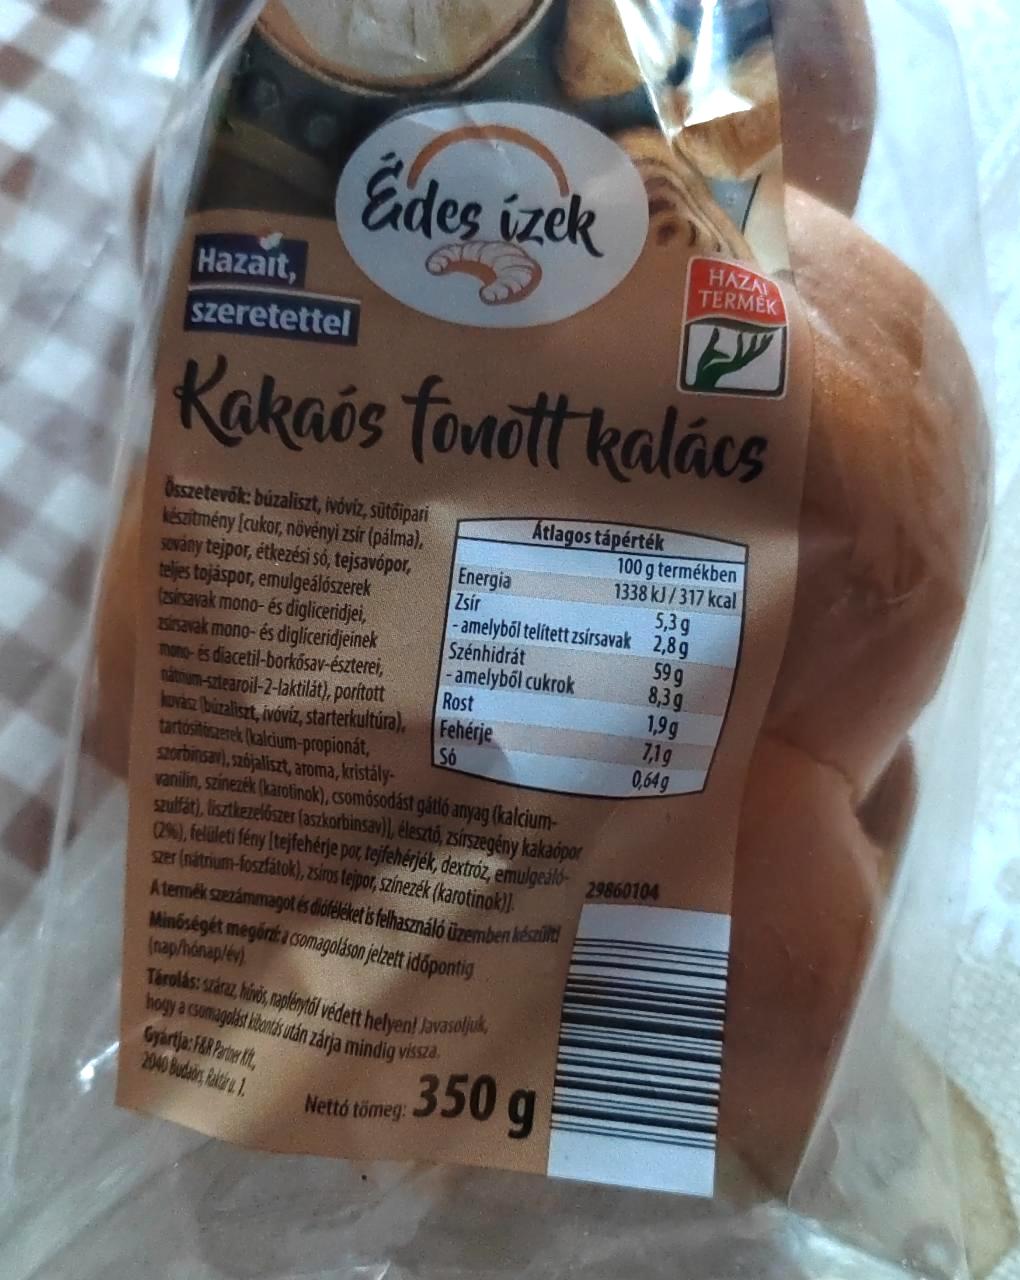 Édes ízek
Hazait,
szeretettel
HAZAI
TERMÉK
Kakaós fonott kalács
Összetevők: búzaliszt, ivóvíz, sütőipari
készítmény [cukor, növényi zsír (pálma),
sovány tejpor, étkezési só, tejsavópor,
teljes tojáspor, emulgeálószerek
(zsírsavak mono- és digliceridjei,
zsírsavak mono- és digliceridjeinek
mono- és diacetil-borkősav-észterei,
nátrium-sztearoil-2-laktilát), porított
kovász (búzaliszt, ivóvíz, starterkultúra),
tartósítószerek (kalcium-propionát,
szorbinsav), szójaliszt, aroma, kristály-
vanilin, színezék (karotinok), csomósodást gátló anyag (kalcium-
szulfát), lisztkezelőszer (aszkorbinsav)], élesztő, zsírszegény kakaópor
(2%), felületi fény [tejfehérje por, tejfehérjék, dextróz, emulgeáló-
szer (nátrium-foszfátok), zsíros tejpor, színezék (karotinok)].
A termék szezámmagot és dióféléket is felhasználó üzemben készült!
Minőségét megőrzi: a csomagoláson jelzett időpontig
(nap/hónap/év)
Tárolás: száraz, hűvös, napfénytől védett helyen! Javasoljuk,
hogy a csomagolást kibontás után zárja mindig vissza.
Gyártja: F&R Partner Kft.,
2040 Budaörs, Raktár u. 1.
Nettó tömeg: 350 g
Átlagos tápérték
100 g termékben
Energia 1338 kJ / 317 kcal
Zsír 5,3 g
- amelyből telített zsírsavak 2,8 g
Szénhidrát 59 g
- amelyből cukrok 8,3 g
Rost 1,9 g
Fehérje 7,1 g
Só 0,64 g
29860104